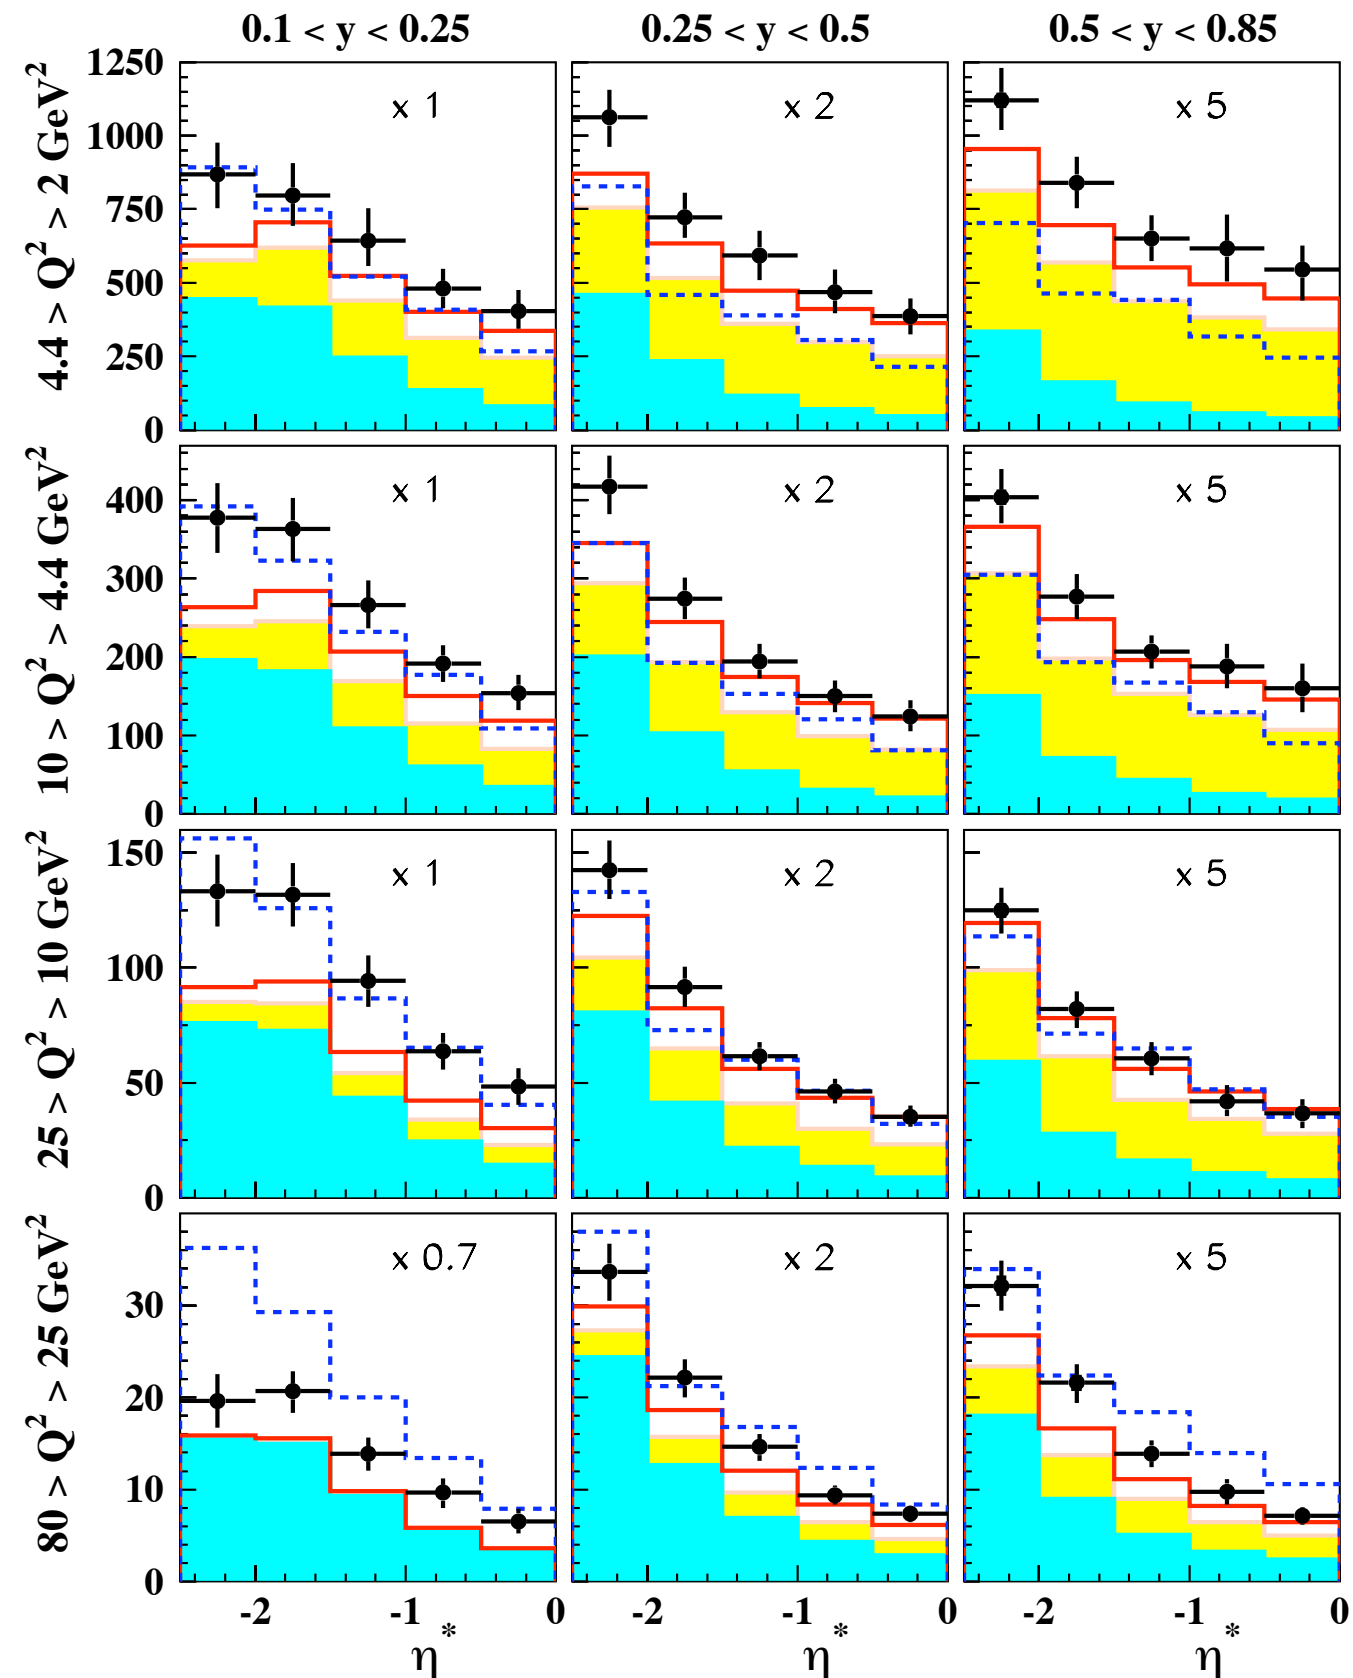 0.1 < y < 0.25 0.25 < y < 0.5 0.5 < y < 0.85
4.4 > Q² > 2 GeV²
1250
1000
750
500
250
0
x 1 x 2 x 5
10 > Q² > 4.4 GeV²
400
300
200
100
0
x 1 x 2 x 5
25 > Q² > 10 GeV²
150
100
50
0
x 1 x 2 x 5
80 > Q² > 25 GeV²
30
20
10
0
x 0.7 x 2 x 5
-2 -1 0 -2 -1 0 -2 -1 0
η* η* η*